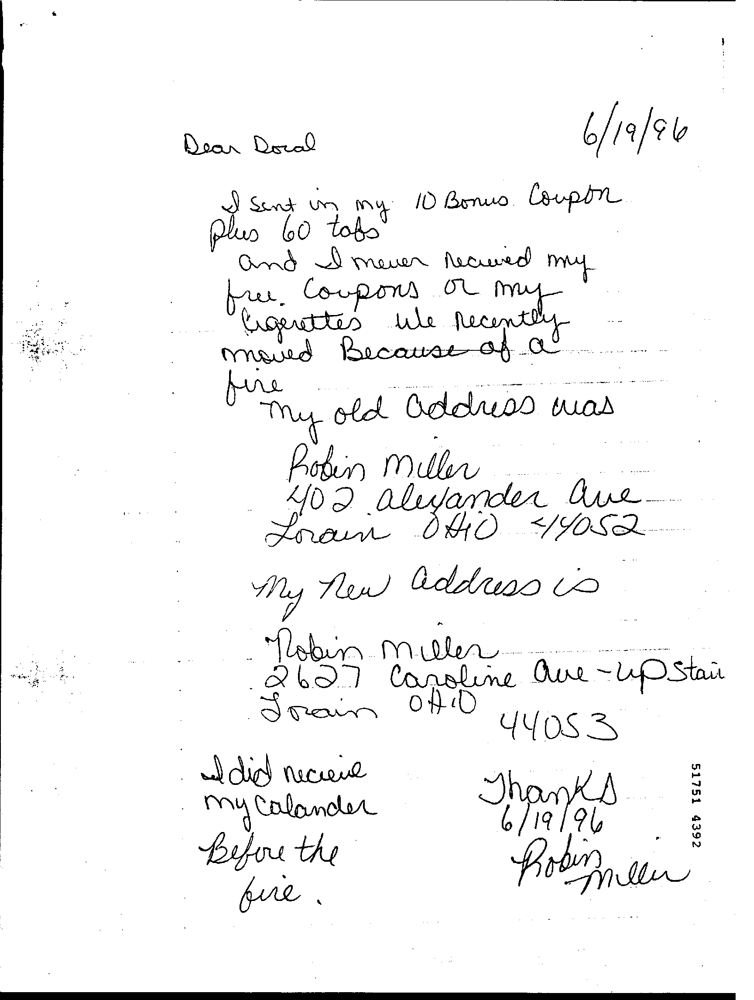 6/19/96
Dear Doral
I sent in my 10 Bonus Coupon
plus 60 tabs
and I never recieved my
free. Coupons or my
Cigerettes We recently
moved Because of a
fire
My old address was
Robin Miller
402 alexander ave
Lorain OHIO 44052
My New address is
Robin Miller
2627 Caroline Ave-upstair
Lorain OHIO
44053
I did recieve
my Calander
Before the
fire.
Thanks
6/19/96
Robin
Miller
51751 4392